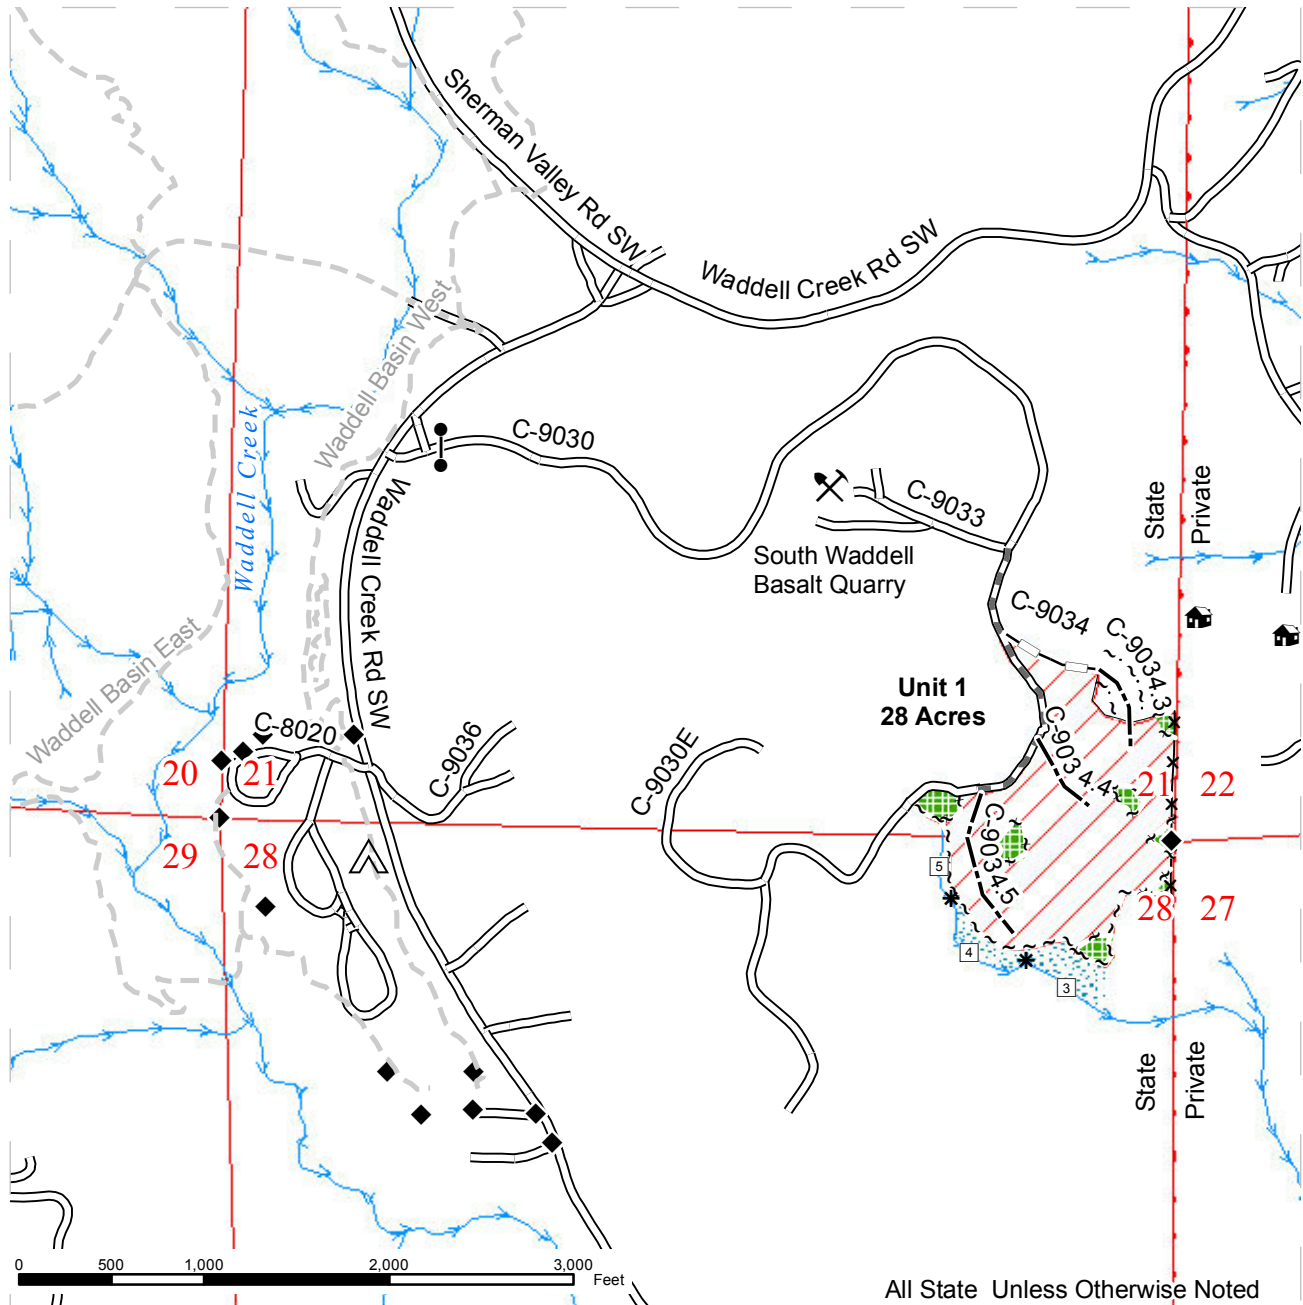 Sherman Valley Rd SW
Waddell Creek Rd SW
Waddell Basin West
Waddell Creek
C-9030
C-9033
South Waddell
Basalt Quarry
State
Private
Waddell Creek Rd SW
C-9034
C-9034.3
Waddell Basin East
Unit 1
28 Acres
C-8020
C-9036
C-9030E
C-9034.4
20
21
21
22
29
28
C-9034.5
5
28
27
4
3
State
Private
0
500
1,000
2,000
3,000
Feet
All State Unless Otherwise Noted